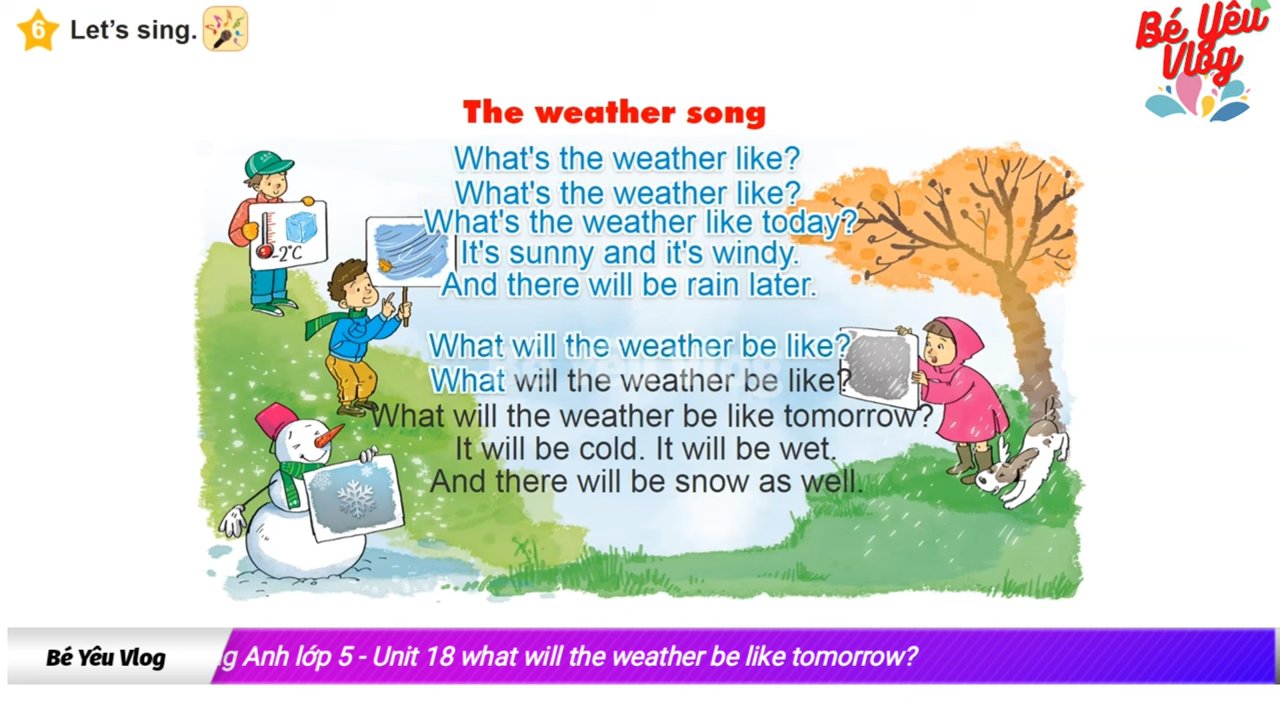 6 Let's sing.
Bé Yêu
Vlog
The weather song
What's the weather like?
What's the weather like?
What's the weather like today?
It's sunny and it's windy.
And there will be rain later.
What will the weather be like?
What will the weather be like?
What will the weather be like tomorrow?
It will be cold. It will be wet.
And there will be snow as well.
-2°C
Bé Yêu Vlog
g Anh lớp 5 - Unit 18 what will the weather be like tomorrow?